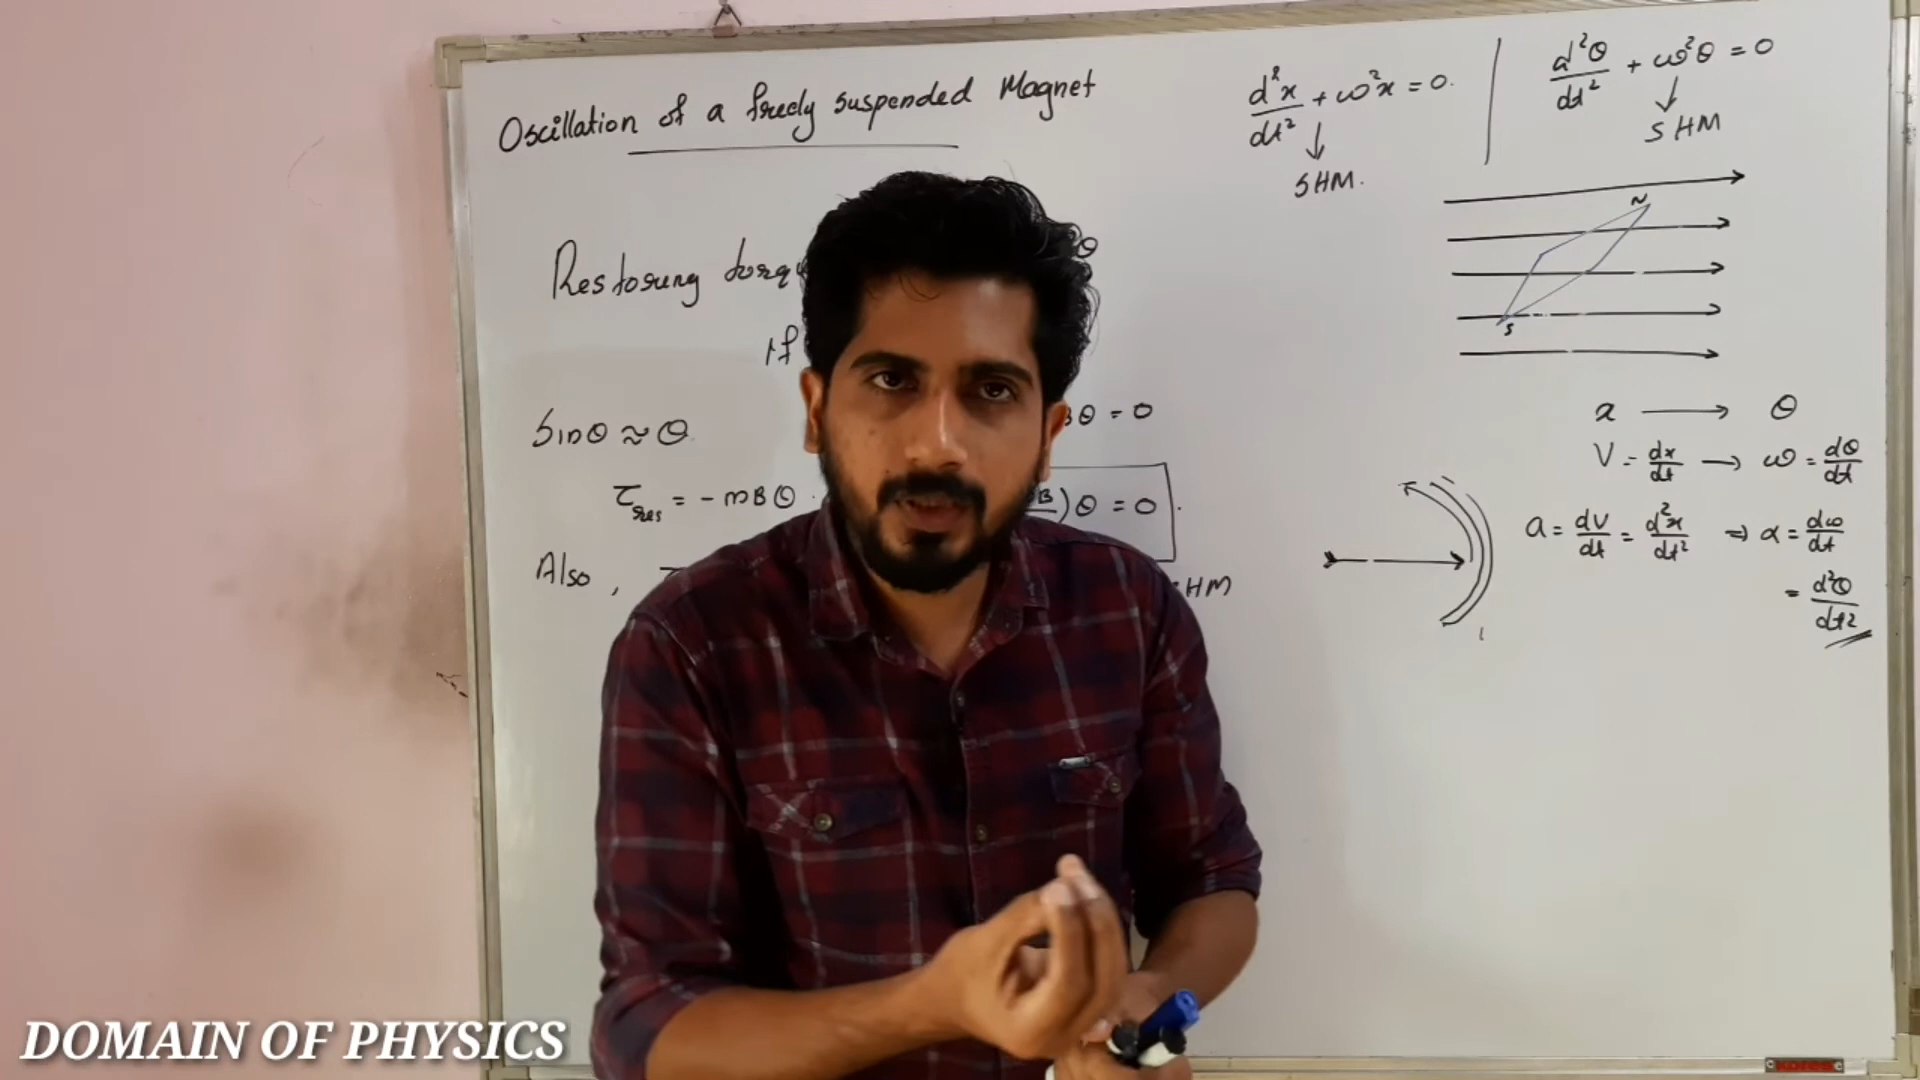 Oscillation of a freely suspended Magnet
Restoring
θ
If
Sinθ ≈ θ
θ = 0
τres = - mBθ
)θ = 0
Also ,
HM
d²x/dt² + ω²x = 0.
SHM.
d²θ/dt² + ω²θ = 0
SHM
N
S
x → θ
V = dx/dt → ω = dθ/dt
a = dv/dt = d²x/dt² ⇒ α = dω/dt
= d²θ/dt²
DOMAIN OF PHYSICS